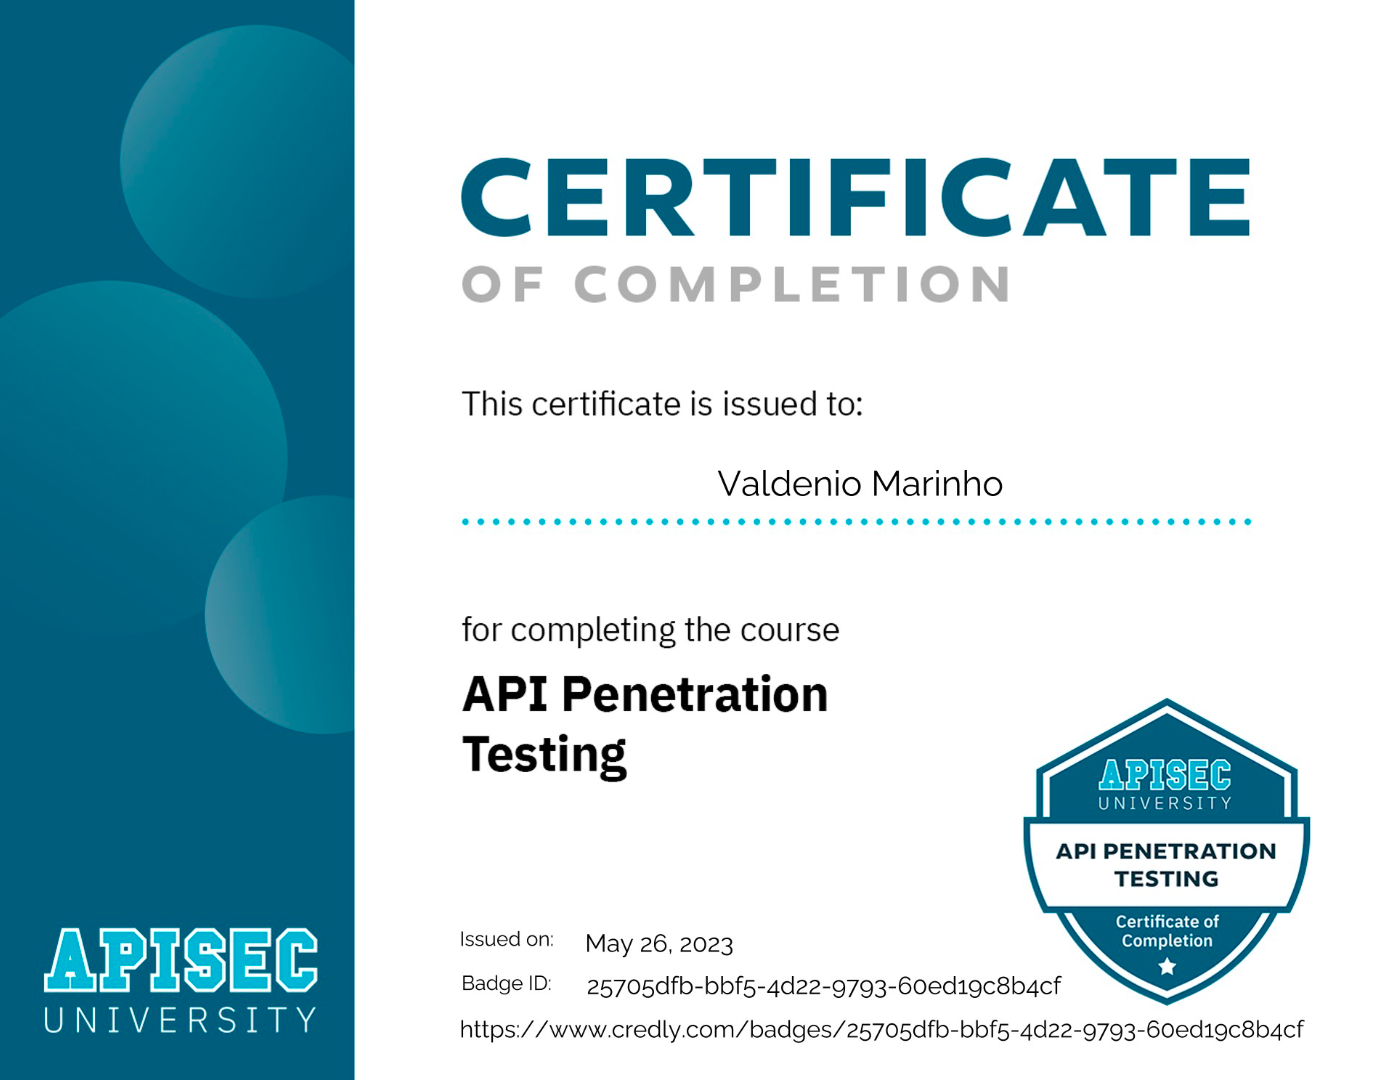 CERTIFICATE
OF COMPLETION
This certificate is issued to:
Valdenio Marinho
for completing the course
API Penetration
Testing
APISEC
UNIVERSITY
API PENETRATION
TESTING
Certificate of
Completion
Issued on: May 26, 2023
Badge ID: 25705dfb-bbf5-4d22-9793-60ed19c8b4cf
https://www.credly.com/badges/25705dfb-bbf5-4d22-9793-60ed19c8b4cf
APISEC
UNIVERSITY